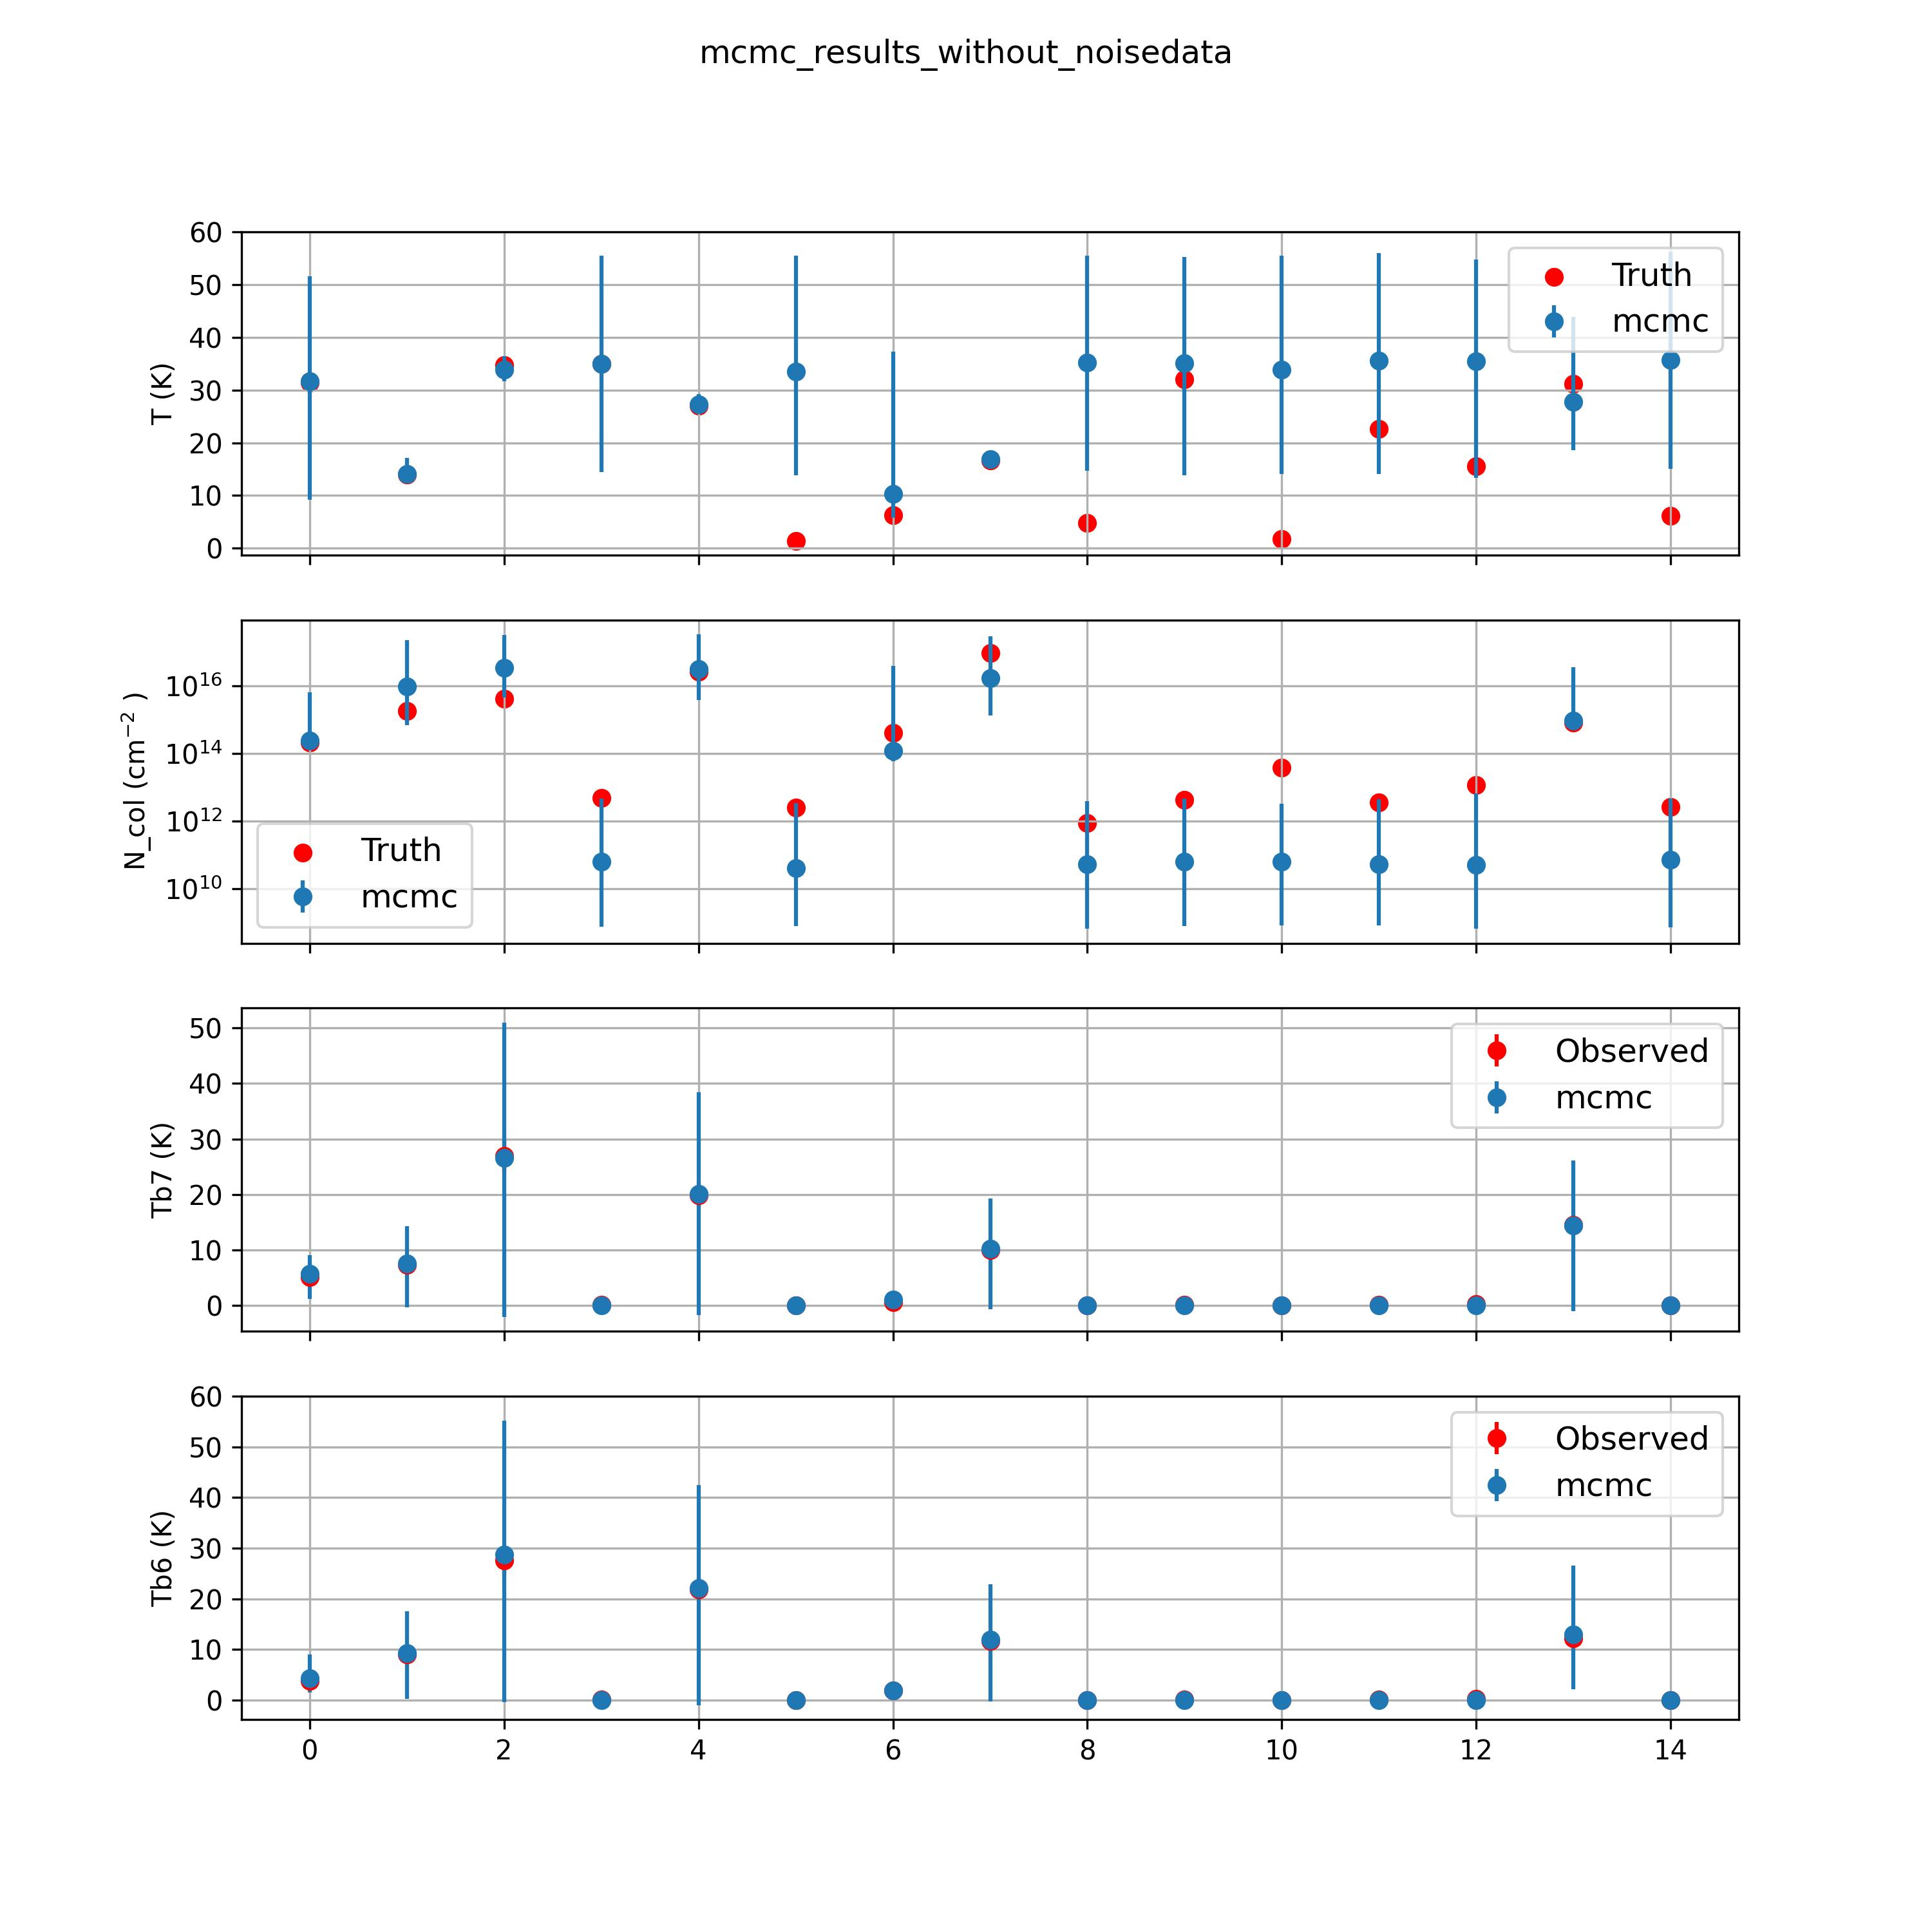 mcmc_results_without_noisedata
60
50
40
30
20
10
0
T (K)
Truth
mcmc
10^16
10^14
10^12
10^10
N_col (cm^−2 )
Truth
mcmc
50
40
30
20
10
0
Tb7 (K)
Observed
mcmc
60
50
40
30
20
10
0
Tb6 (K)
Observed
mcmc
0 2 4 6 8 10 12 14